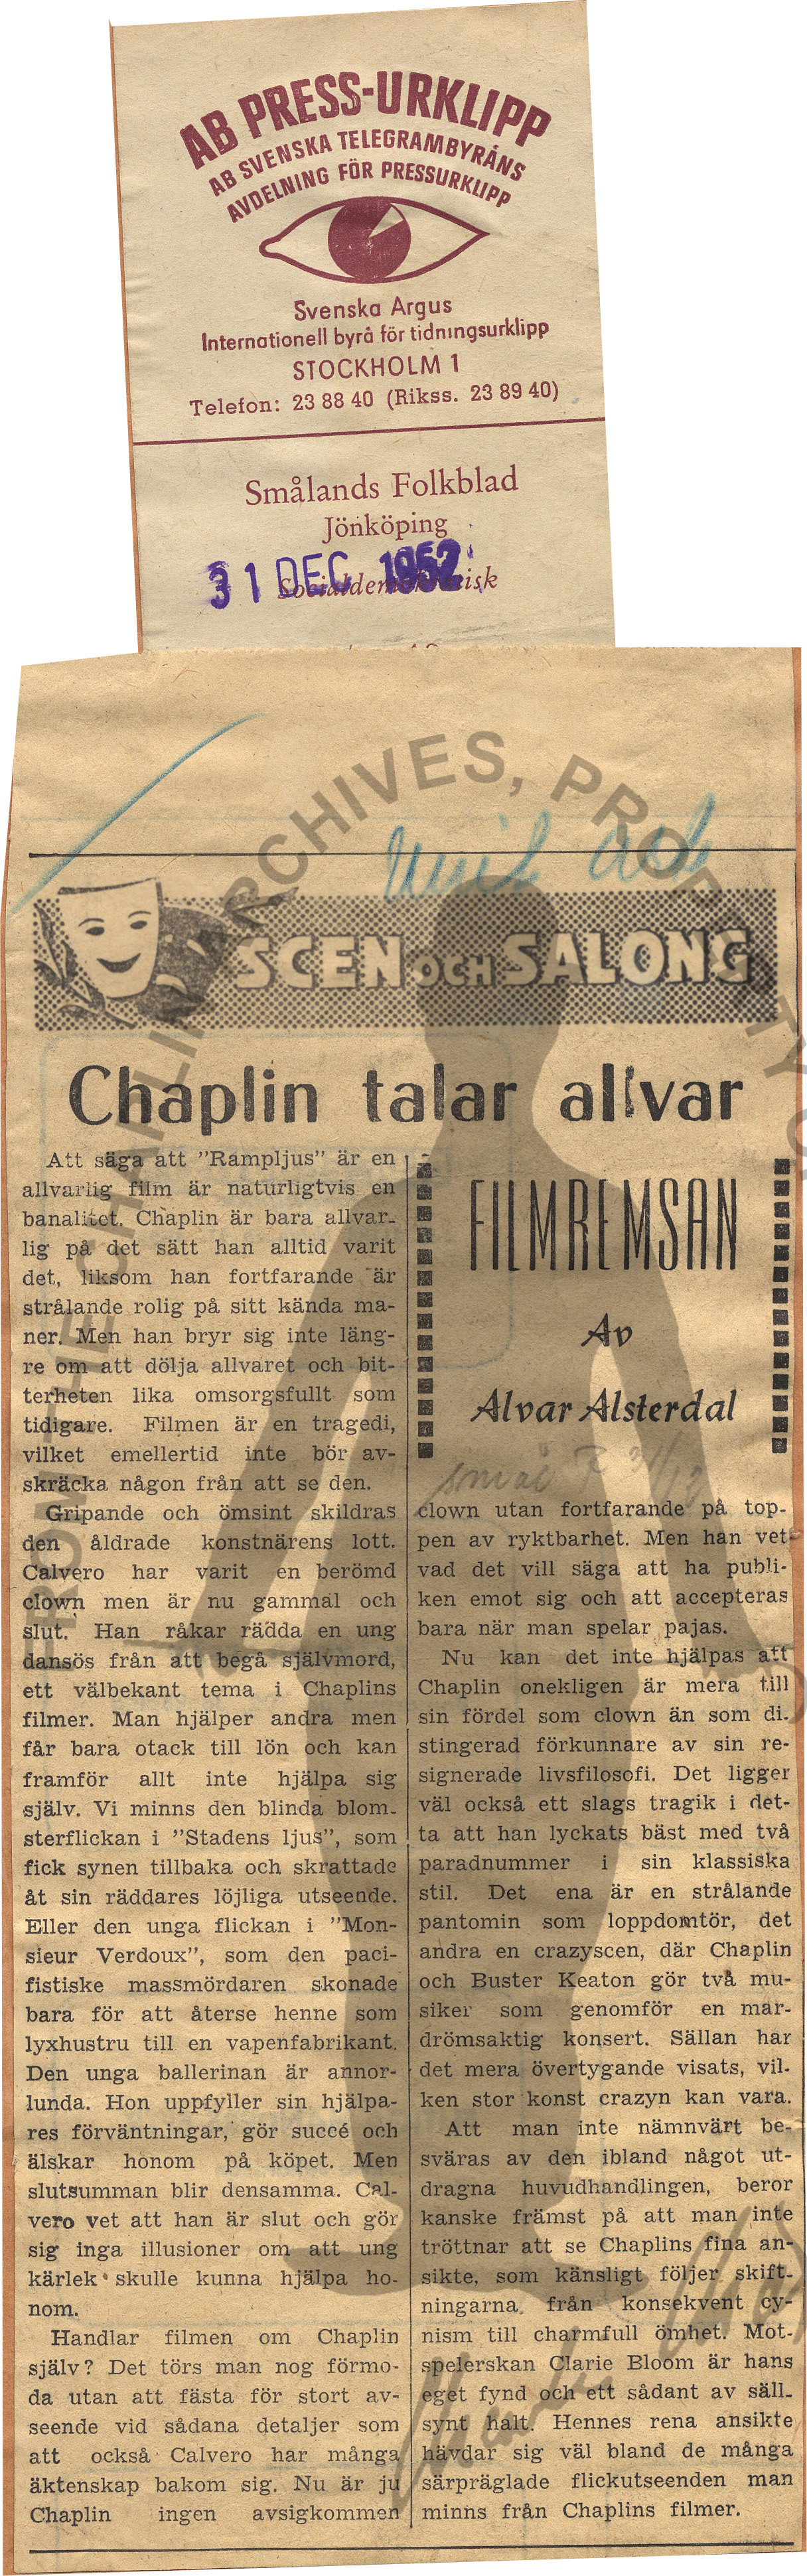 AB PRESS-URKLIPP
AB SVENSKA TELEGRAMBYRÅNS
AVDELNING FÖR PRESSURKLIPP
Svenska Argus
Internationell byrå för tidningsurklipp
STOCKHOLM 1
Telefon: 23 88 40 (Rikss. 23 89 40)
Smålands Folkblad
Jönköping
31 DEC 1952
Socialdemokratisk
SCEN OCH SALONG
Chaplin talar allvar
Att säga att ”Rampljus” är en
allvarlig film är naturligtvis en
banalitet. Chaplin är bara allvar-
lig på det sätt han alltid varit
det, liksom han fortfarande är
strålande rolig på sitt kända ma-
ner. Men han bryr sig inte läng-
re om att dölja allvaret och bit-
terheten lika omsorgsfullt som
tidigare. Filmen är en tragedi,
vilket emellertid inte bör av-
skräcka någon från att se den.
Gripande och ömsint skildras
den åldrade konstnärens lott.
Calvero har varit en berömd
clown men är nu gammal och
slut. Han råkar rädda en ung
dansös från att begå självmord,
ett välbekant tema i Chaplins
filmer. Man hjälper andra men
får bara otack till lön och kan
framför allt inte hjälpa sig
själv. Vi minns den blinda blom-
sterflickan i ”Stadens ljus”, som
fick synen tillbaka och skrattade
åt sin räddares löjliga utseende.
Eller den unga flickan i ”Mon-
sieur Verdoux”, som den paci-
fistiske massmördaren skonade
bara för att återse henne som
lyxhustru till en vapenfabrikant.
Den unga ballerinan är annor-
lunda. Hon uppfyller sin hjälpa-
res förväntningar, gör succé och
älskar honom på köpet. Men
slutsumman blir densamma. Cal-
vero vet att han är slut och gör
sig inga illusioner om att ung
kärlek skulle kunna hjälpa ho-
nom.
Handlar filmen om Chaplin
själv? Det törs man nog förmo-
da utan att fästa för stort av-
seende vid sådana detaljer som
att också Calvero har många
äktenskap bakom sig. Nu är ju
Chaplin ingen avsigkommen
FILMREMSAN
Av
Alvar Alsterdal
clown utan fortfarande på top-
pen av ryktbarhet. Men han vet
vad det vill säga att ha publi-
ken emot sig och att accepteras
bara när man spelar pajas.
Nu kan det inte hjälpas att
Chaplin onekligen är mera till
sin fördel som clown än som di-
stingerad förkunnare av sin re-
signerade livsfilosofi. Det ligger
väl också ett slags tragik i det-
ta att han lyckats bäst med två
paradnummer i sin klassiska
stil. Det ena är en strålande
pantomin som loppdomtör, det
andra en crazyscen, där Chaplin
och Buster Keaton gör två mu-
siker som genomför en mar-
drömsaktig konsert. Sällan har
det mera övertygande visats, vil-
ken stor konst crazyn kan vara.
Att man inte nämnvärt be-
sväras av den ibland något ut-
dragna huvudhandlingen, beror
kanske främst på att man inte
tröttnar att se Chaplins fina an-
sikte, som känsligt följer skift-
ningarna från konsekvent cy-
nism till charmfull ömhet. Mot-
spelerskan Clarie Bloom är hans
eget fynd och ett sådant av säll-
synt halt. Hennes rena ansikte
hävdar sig väl bland de många
särpräglade flickutseenden man
minns från Chaplins filmer.